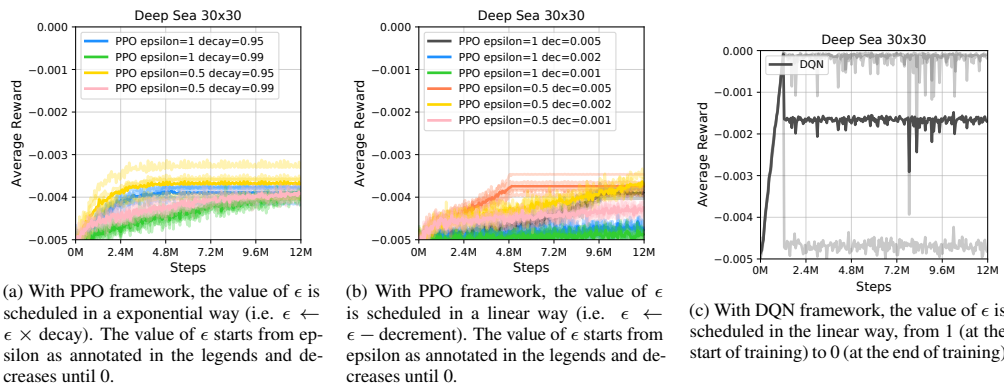 Deep Sea 30x30
0.000
−0.001
−0.002
−0.003
−0.004
−0.005
Average Reward
PPO epsilon=1 decay=0.95
PPO epsilon=1 decay=0.99
PPO epsilon=0.5 decay=0.95
PPO epsilon=0.5 decay=0.99
0M 2.4M 4.8M 7.2M 9.6M 12M
Steps
(a) With PPO framework, the value of ϵ is
scheduled in a exponential way (i.e. ϵ ←
ϵ × decay). The value of ϵ starts from ep-
silon as annotated in the legends and de-
creases until 0.
Deep Sea 30x30
0.000
−0.001
−0.002
−0.003
−0.004
−0.005
Average Reward
PPO epsilon=1 dec=0.005
PPO epsilon=1 dec=0.002
PPO epsilon=1 dec=0.001
PPO epsilon=0.5 dec=0.005
PPO epsilon=0.5 dec=0.002
PPO epsilon=0.5 dec=0.001
0M 2.4M 4.8M 7.2M 9.6M 12M
Steps
(b) With PPO framework, the value of ϵ
is scheduled in a linear way (i.e. ϵ ←
ϵ − decrement). The value of ϵ starts from
epsilon as annotated in the legends and de-
creases until 0.
Deep Sea 30x30
0.000
−0.001
−0.002
−0.003
−0.004
−0.005
Average Reward
DQN
0M 2.4M 4.8M 7.2M 9.6M 12M
Steps
(c) With DQN framework, the value of ϵ is
scheduled in the linear way, from 1 (at the
start of training) to 0 (at the end of training)